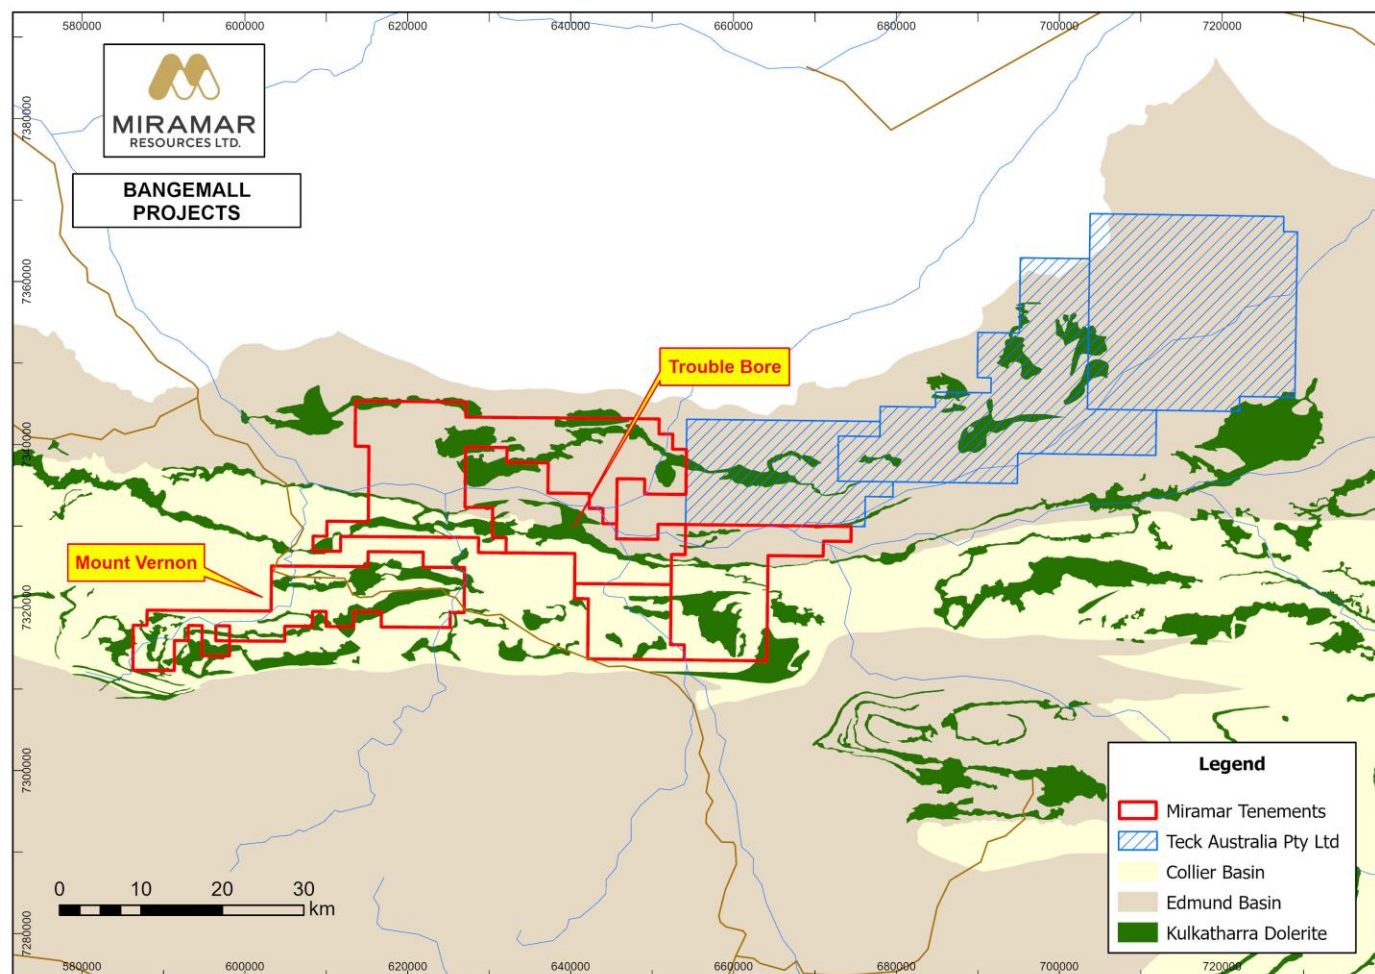 580000 600000 620000 640000 660000 680000 700000 720000
MIRAMAR
RESOURCES LTD.
BANGEMALL
PROJECTS
7380000
7360000
7340000
7320000
7300000
7280000
Trouble Bore
Mount Vernon
Legend
Miramar Tenements
Teck Australia Pty Ltd
Collier Basin
Edmund Basin
Kulkatharra Dolerite
0 10 20 30
km
580000 600000 620000 640000 660000 680000 700000 720000